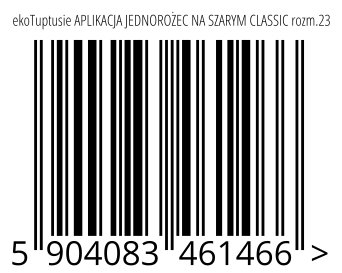 ekoTuptusie APLIKACJA JEDNOROŻEC NA SZARYM CLASSIC rozm.23
5 904083 461466 >